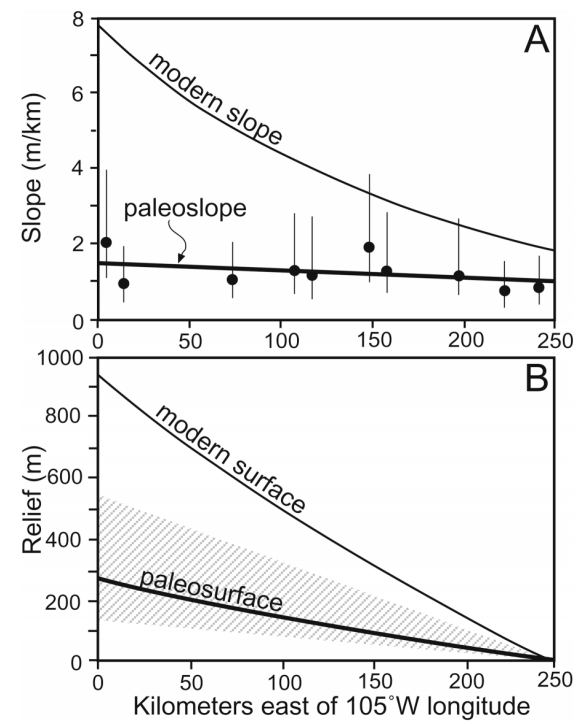 8
A
modern slope
6
Slope (m/km)
4
paleoslope
2
0
0 50 100 150 200 250
1000
B
modern surface
800
600
Relief (m)
400
paleosurface
200
0
0 50 100 150 200 250
Kilometers east of 105°W longitude